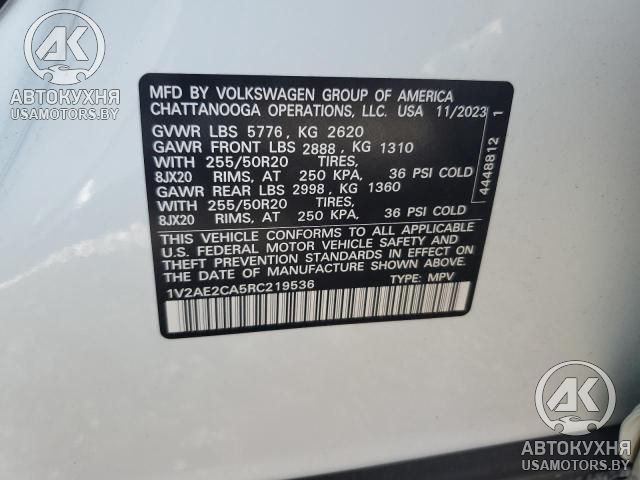 AK
АВТОКУХНЯ
USAMOTORS.BY
MFD BY VOLKSWAGEN GROUP OF AMERICA
CHATTANOOGA OPERATIONS, LLC. USA 11/2023
GVWR LBS 5776, KG 2620
GAWR FRONT LBS 2888, KG 1310
WITH 255/50R20 TIRES,
8JX20 RIMS, AT 250 KPA, 36 PSI COLD
GAWR REAR LBS 2998, KG 1360
WITH 255/50R20 TIRES,
8JX20 RIMS, AT 250 KPA, 36 PSI COLD
THIS VEHICLE CONFORMS TO ALL APPLICABLE
U.S. FEDERAL MOTOR VEHICLE SAFETY AND
THEFT PREVENTION STANDARDS IN EFFECT ON
THE DATE OF MANUFACTURE SHOWN ABOVE.
1V2AE2CA5RC219536 TYPE: MPV
4448812 1
AK
АВТОКУХНЯ
USAMOTORS.BY